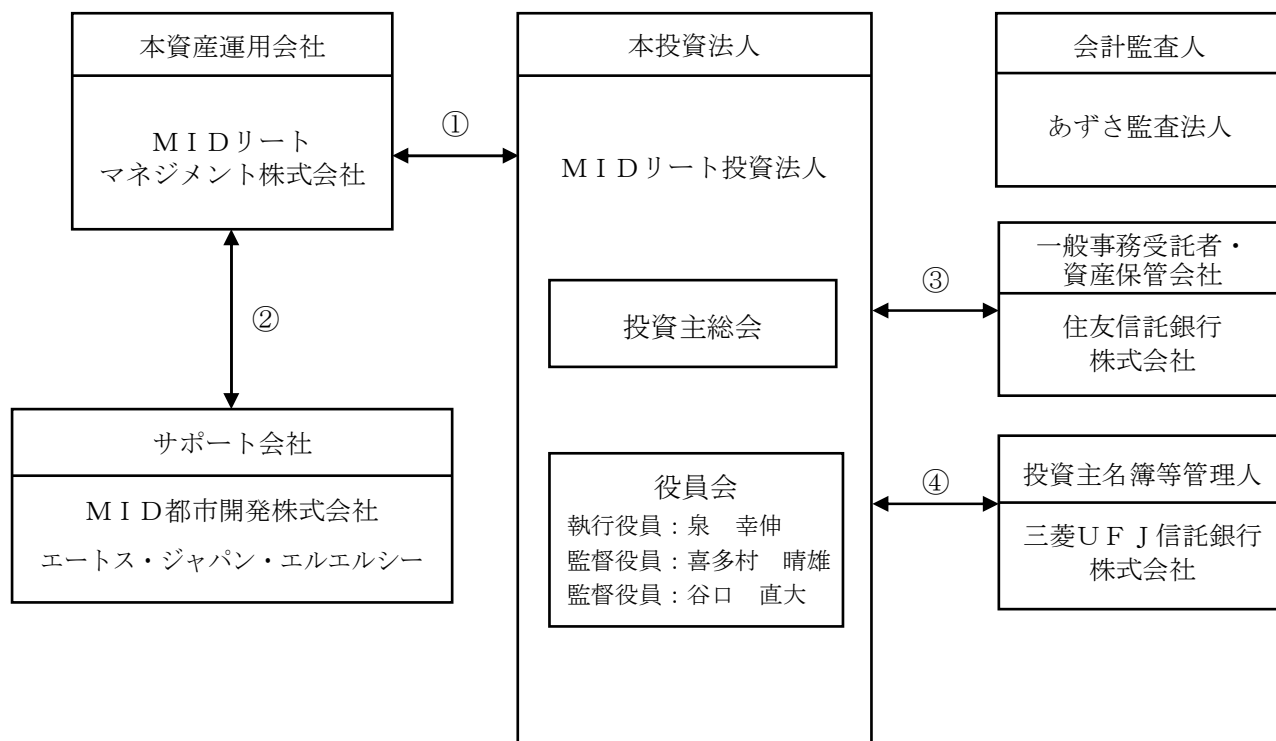 本資産運用会社
MIDリート
マネジメント株式会社
①
②
サポート会社
MID都市開発株式会社
エートス・ジャパン・エルエルシー
本投資法人
MIDリート投資法人
投資主総会
役員会
執行役員:泉 幸伸
監督役員:喜多村 晴雄
監督役員:谷口 直大
会計監査人
あずさ監査法人
③
一般事務受託者・
資産保管会社
住友信託銀行
株式会社
④
投資主名簿等管理人
三菱UFJ信託銀行
株式会社